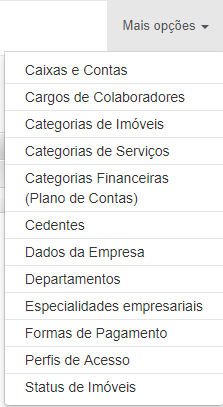 Mais opções
Caixas e Contas
Cargos de Colaboradores
Categorias de Imóveis
Categorias de Serviços
Categorias Financeiras
(Plano de Contas)
Cedentes
Dados da Empresa
Departamentos
Especialidades empresariais
Formas de Pagamento
Perfis de Acesso
Status de Imóveis